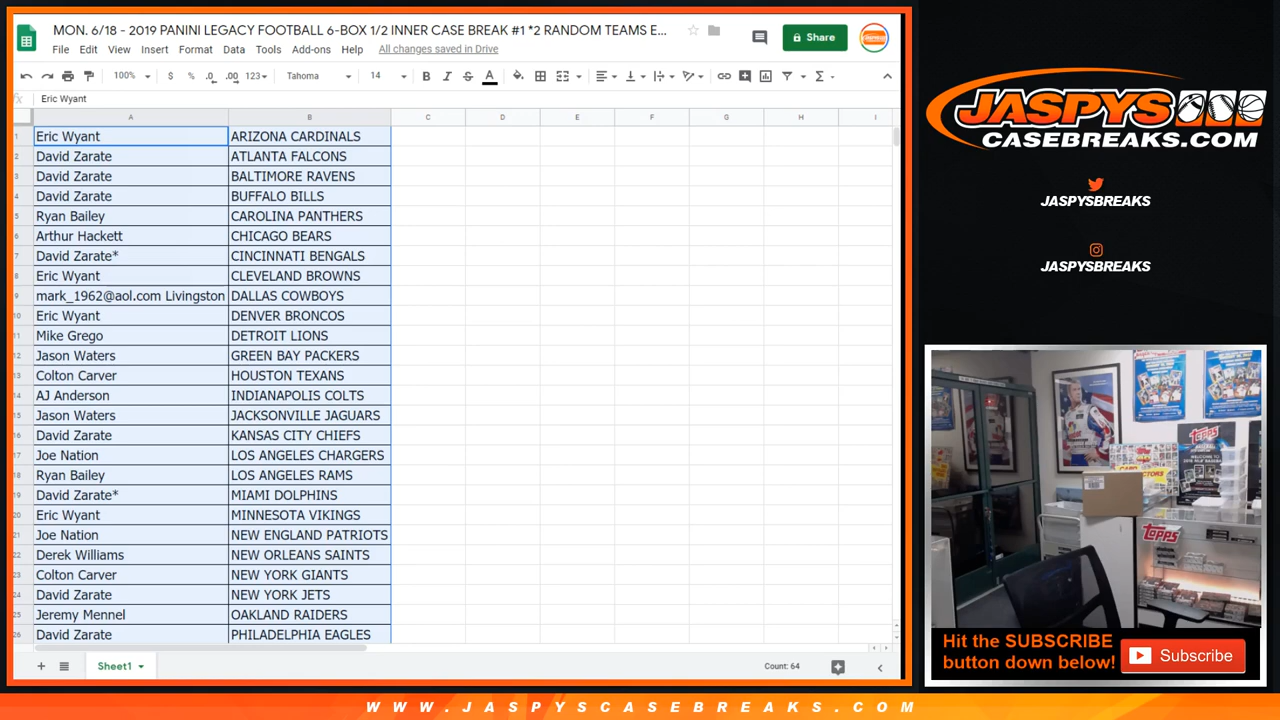 MON. 6/18 - 2019 PANINI LEGACY FOOTBALL 6-BOX 1/2 INNER CASE BREAK #1 *2 RANDOM TEAMS E...
Share
File Edit View Insert Format Data Tools Add-ons Help All changes saved in Drive
100% $ % .0 .00 123 Tahoma 14 B I S A
fx Eric Wyant
A B C D E F G H I
1 Eric Wyant ARIZONA CARDINALS
2 David Zarate ATLANTA FALCONS
3 David Zarate BALTIMORE RAVENS
4 David Zarate BUFFALO BILLS
5 Ryan Bailey CAROLINA PANTHERS
6 Arthur Hackett CHICAGO BEARS
7 David Zarate* CINCINNATI BENGALS
8 Eric Wyant CLEVELAND BROWNS
9 mark_1962@aol.com Livingston DALLAS COWBOYS
10 Eric Wyant DENVER BRONCOS
11 Mike Grego DETROIT LIONS
12 Jason Waters GREEN BAY PACKERS
13 Colton Carver HOUSTON TEXANS
14 AJ Anderson INDIANAPOLIS COLTS
15 Jason Waters JACKSONVILLE JAGUARS
16 David Zarate KANSAS CITY CHIEFS
17 Joe Nation LOS ANGELES CHARGERS
18 Ryan Bailey LOS ANGELES RAMS
19 David Zarate* MIAMI DOLPHINS
20 Eric Wyant MINNESOTA VIKINGS
21 Joe Nation NEW ENGLAND PATRIOTS
22 Derek Williams NEW ORLEANS SAINTS
23 Colton Carver NEW YORK GIANTS
24 David Zarate NEW YORK JETS
25 Jeremy Mennel OAKLAND RAIDERS
26 David Zarate PHILADELPHIA EAGLES
Sheet1
Count: 64
JASPYS
CASEBREAKS.COM
JASPYSBREAKS
JASPYSBREAKS
TOPPS
topps
Hit the SUBSCRIBE
button down below!
Subscribe
WWW.JASPYSCASEBREAKS.COM